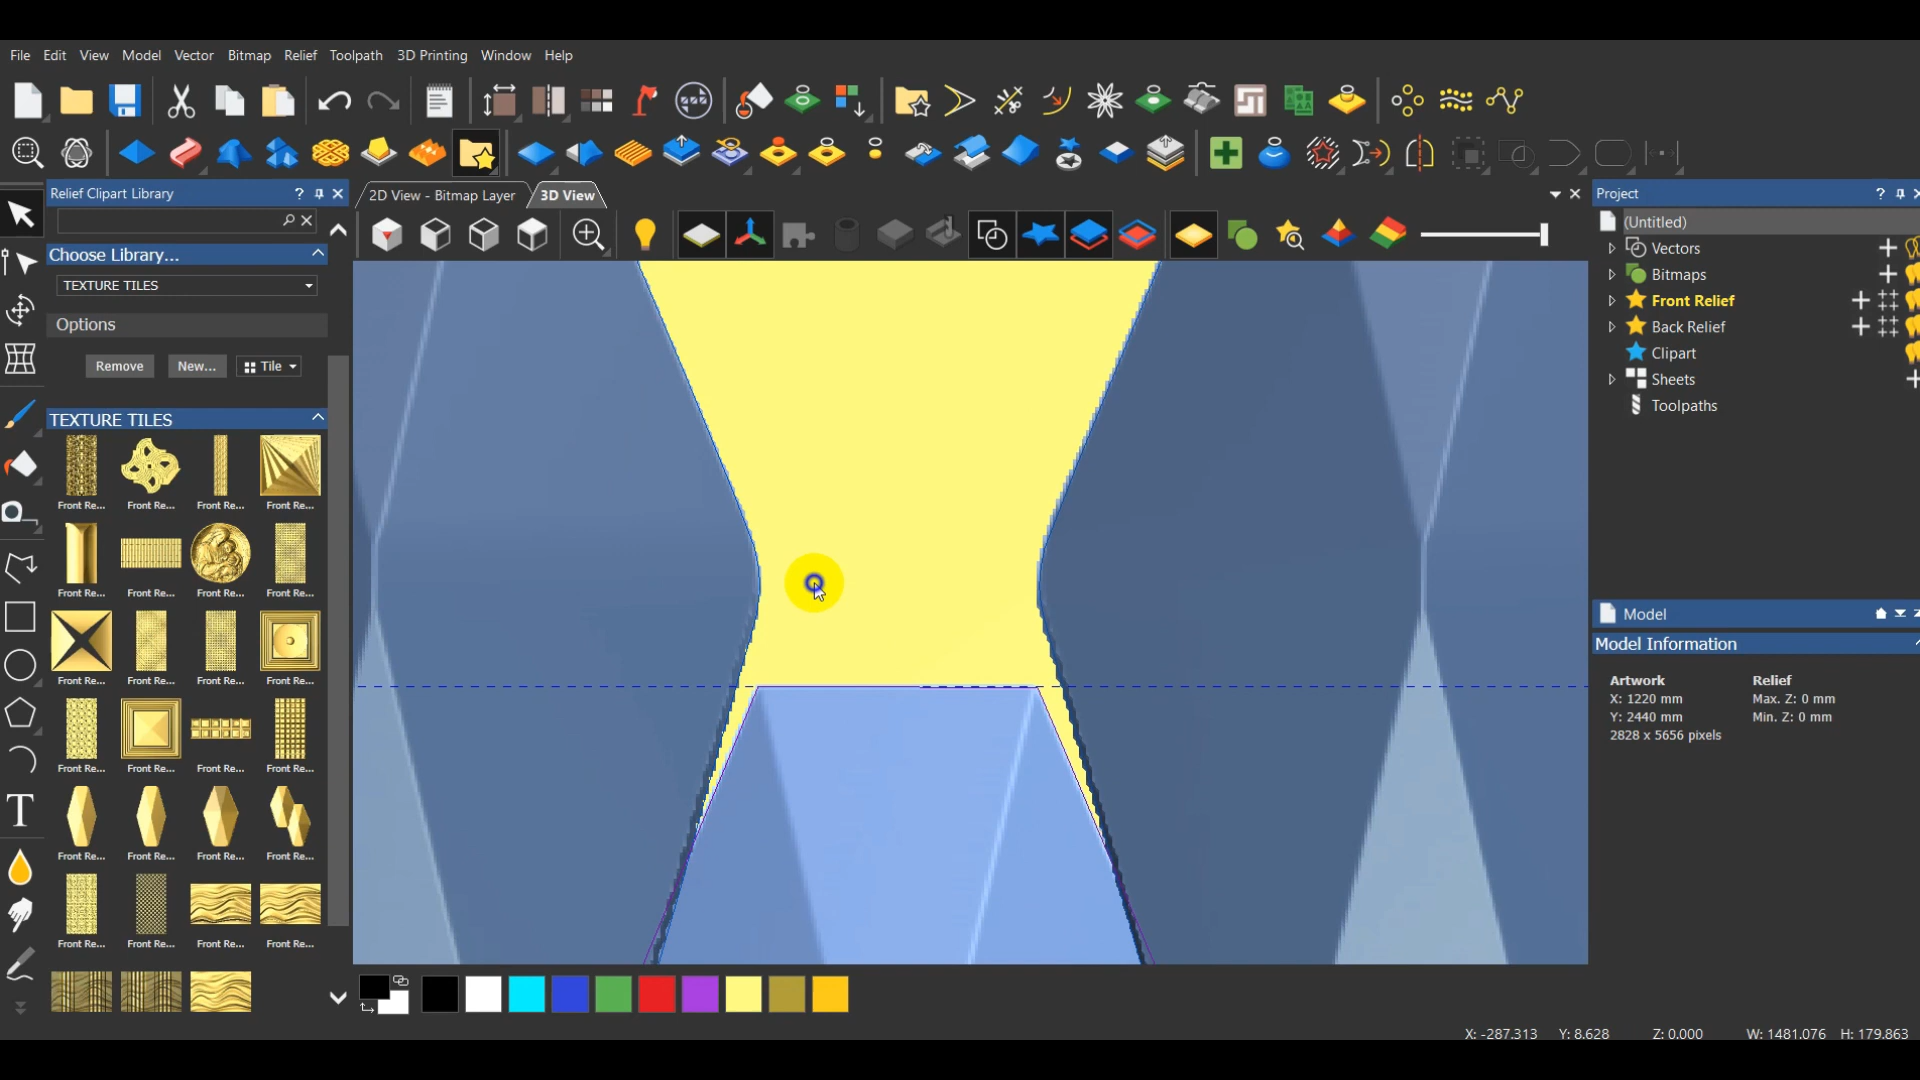 File Edit View Model Vector Bitmap Relief Toolpath 3D Printing Window Help
Relief Clipart Library ?
2D View - Bitmap Layer 3D View
Project ?
(Untitled)
Choose Library...
Vectors
TEXTURE TILES
Bitmaps
Options
Front Relief
Back Relief
Remove New... Tile
Clipart
Sheets
TEXTURE TILES
Toolpaths
Front Re... Front Re... Front Re... Front Re...
Front Re... Front Re... Front Re... Front Re...
Model
Model Information
Front Re... Front Re... Front Re... Front Re...
Artwork Relief
X: 1220 mm Max. Z: 0 mm
Y: 2440 mm Min. Z: 0 mm
2828 x 5656 pixels
Front Re... Front Re... Front Re... Front Re...
T
Front Re... Front Re... Front Re... Front Re...
Front Re... Front Re... Front Re... Front Re...
X: -287.313 Y: 8.628 Z: 0.000 W: 1481.076 H: 179.863